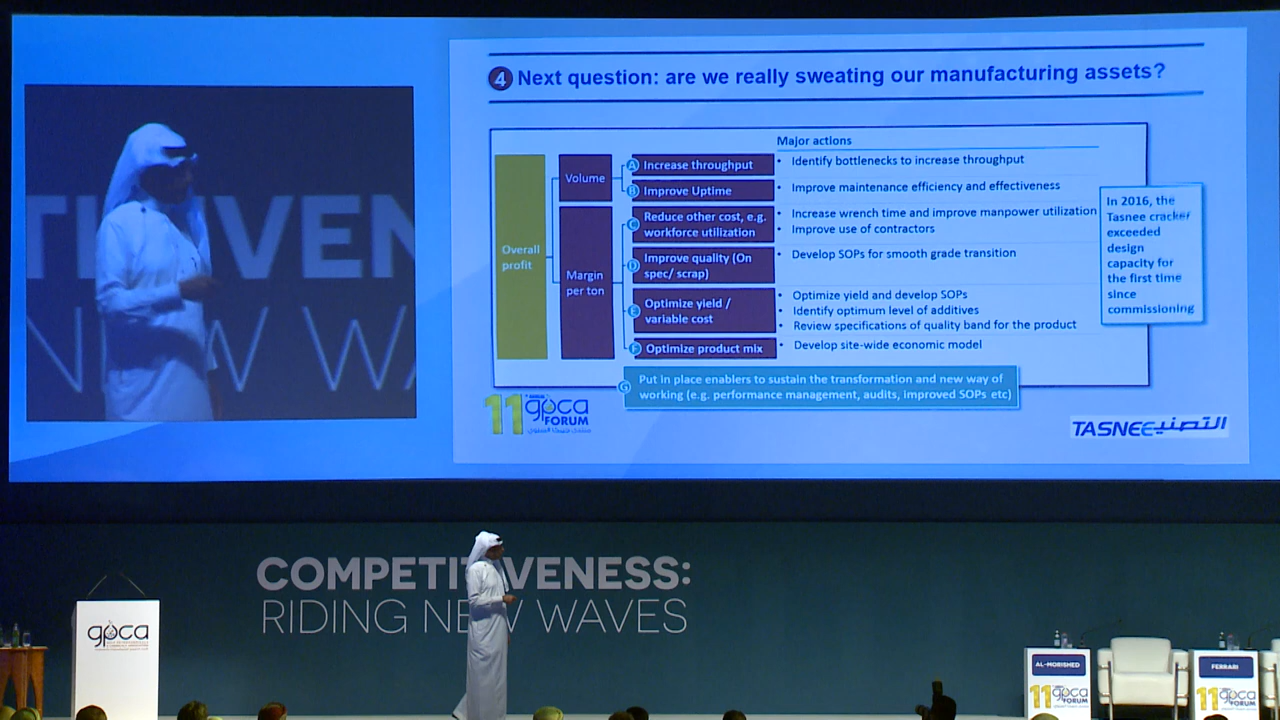 4 Next question: are we really sweating our manufacturing assets?
Major actions
Overall
profit
Volume
Margin
per ton
A Increase throughput
• Identify bottlenecks to increase throughput
B Improve Uptime
• Improve maintenance efficiency and effectiveness
C Reduce other cost, e.g.
workforce utilization
• Increase wrench time and improve manpower utilization
• Improve use of contractors
D Improve quality (On
spec/ scrap)
• Develop SOPs for smooth grade transition
E Optimize yield /
variable cost
• Optimize yield and develop SOPs
• Identify optimum level of additives
• Review specifications of quality band for the product
F Optimize product mix
• Develop site-wide economic model
In 2016, the
Tasnee cracker
exceeded
design
capacity for
the first time
since
commissioning
G Put in place enablers to sustain the transformation and new way of
working (e.g. performance management, audits, improved SOPs etc)
11 gpca
FORUM
TASNEE التصنيع
COMPETITIVENESS:
RIDING NEW WAVES
gpca
AL-MORISHED
11 gpca
FORUM
FERRARI
11 gpca
FORUM